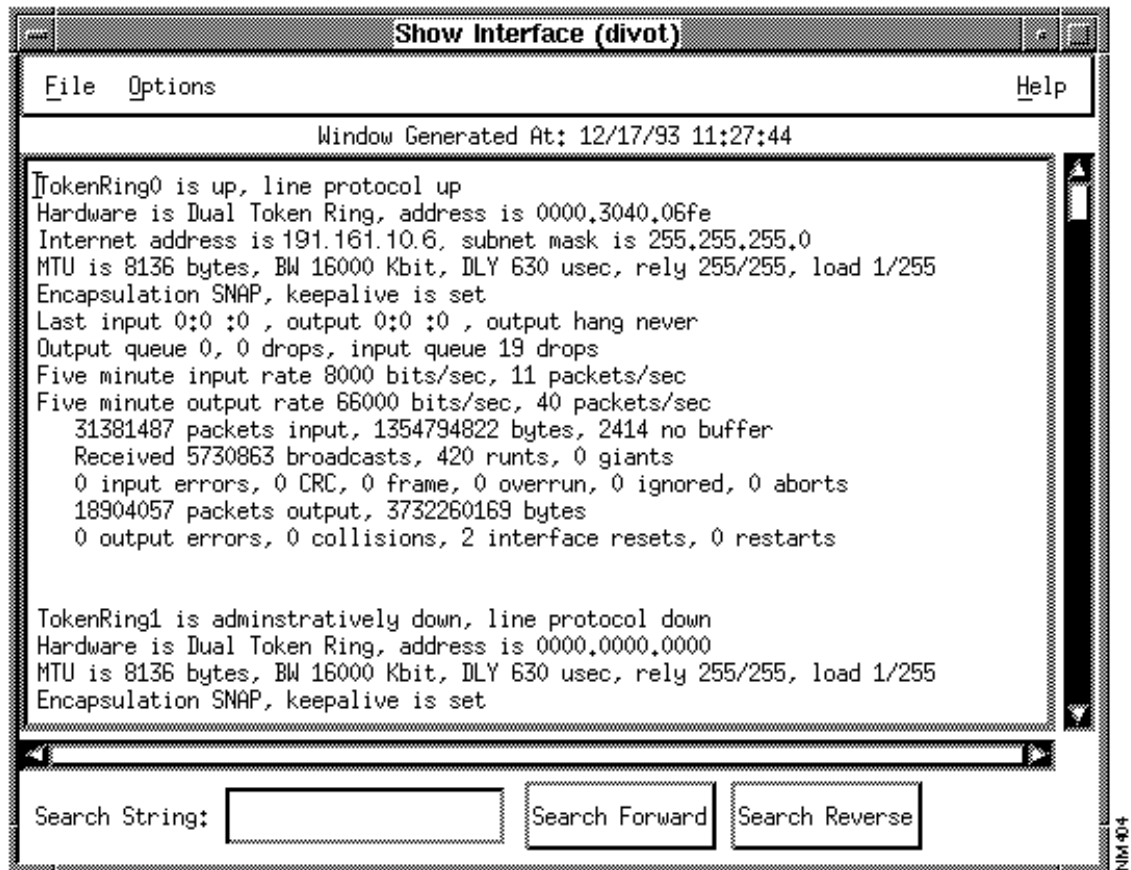 Show Interface (divot)
File Options Help
Window Generated At: 12/17/93 11:27:44
TokenRing0 is up, line protocol up
Hardware is Dual Token Ring, address is 0000.3040.06fe
Internet address is 191.161.10.6, subnet mask is 255.255.255.0
MTU is 8136 bytes, BW 16000 Kbit, DLY 630 usec, rely 255/255, load 1/255
Encapsulation SNAP, keepalive is set
Last input 0:0 :0 , output 0:0 :0 , output hang never
Output queue 0, 0 drops, input queue 19 drops
Five minute input rate 8000 bits/sec, 11 packets/sec
Five minute output rate 66000 bits/sec, 40 packets/sec
31381487 packets input, 1354794822 bytes, 2414 no buffer
Received 5730863 broadcasts, 420 runts, 0 giants
0 input errors, 0 CRC, 0 frame, 0 overrun, 0 ignored, 0 aborts
18904057 packets output, 3732260169 bytes
0 output errors, 0 collisions, 2 interface resets, 0 restarts
TokenRing1 is adminstratively down, line protocol down
Hardware is Dual Token Ring, address is 0000.0000.0000
MTU is 8136 bytes, BW 16000 Kbit, DLY 630 usec, rely 255/255, load 1/255
Encapsulation SNAP, keepalive is set
Search String: Search Forward Search Reverse
NM404